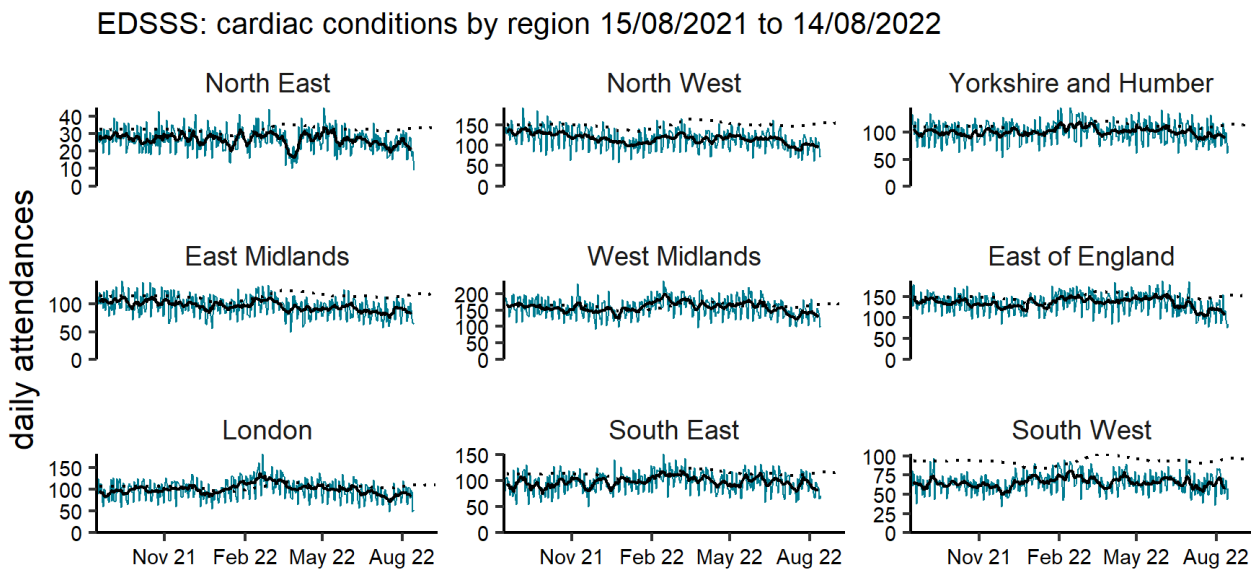 EDSSS: cardiac conditions by region 15/08/2021 to 14/08/2022
North East
North West
Yorkshire and Humber
40
30
20
10
0
150
100
50
0
100
50
0
East Midlands
West Midlands
East of England
100
50
0
200
150
100
50
0
150
100
50
0
daily attendances
London
South East
South West
150
100
50
0
150
100
50
0
100
75
50
25
0
Nov 21 Feb 22 May 22 Aug 22
Nov 21 Feb 22 May 22 Aug 22
Nov 21 Feb 22 May 22 Aug 22